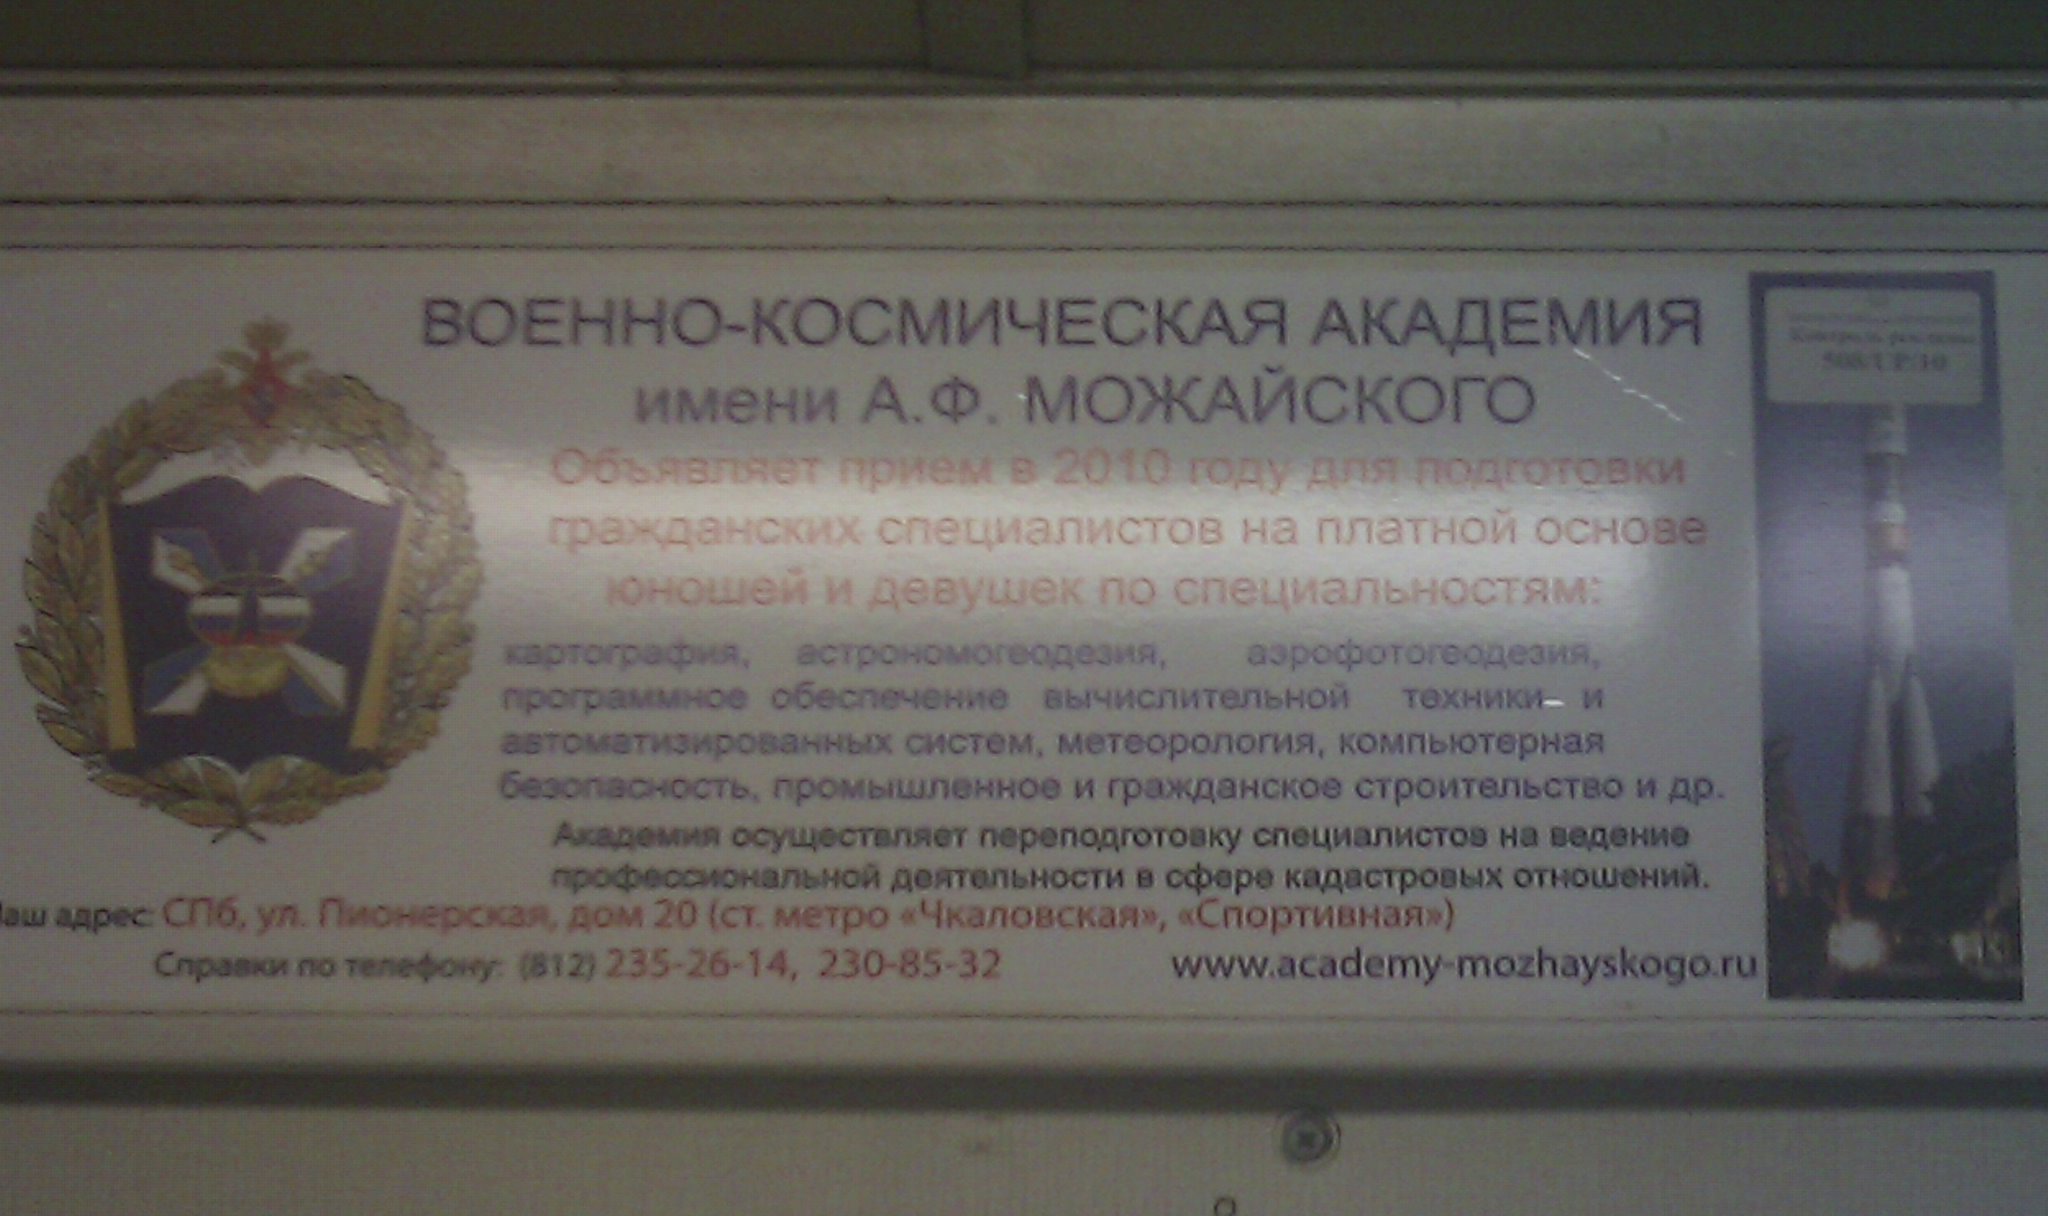 ВОЕННО-КОСМИЧЕСКАЯ АКАДЕМИЯ
имени А.Ф. МОЖАЙСКОГО
Объявляет прием в 2010 году для подготовки
гражданских специалистов на платной основе
юношей и девушек по специальностям:
картография, астрономогеодезия, аэрофотогеодезия,
программное обеспечение вычислительной техники и
автоматизированных систем, метеорология, компьютерная
безопасность, промышленное и гражданское строительство и др.
Академия осуществляет переподготовку специалистов на ведение
профессиональной деятельности в сфере кадастровых отношений.
Наш адрес: СПб, ул. Пионерская, дом 20 (ст. метро «Чкаловская», «Спортивная»)
Справки по телефону: (812) 235-26-14, 230-85-32
www.academy-mozhayskogo.ru
Контроль рекламы